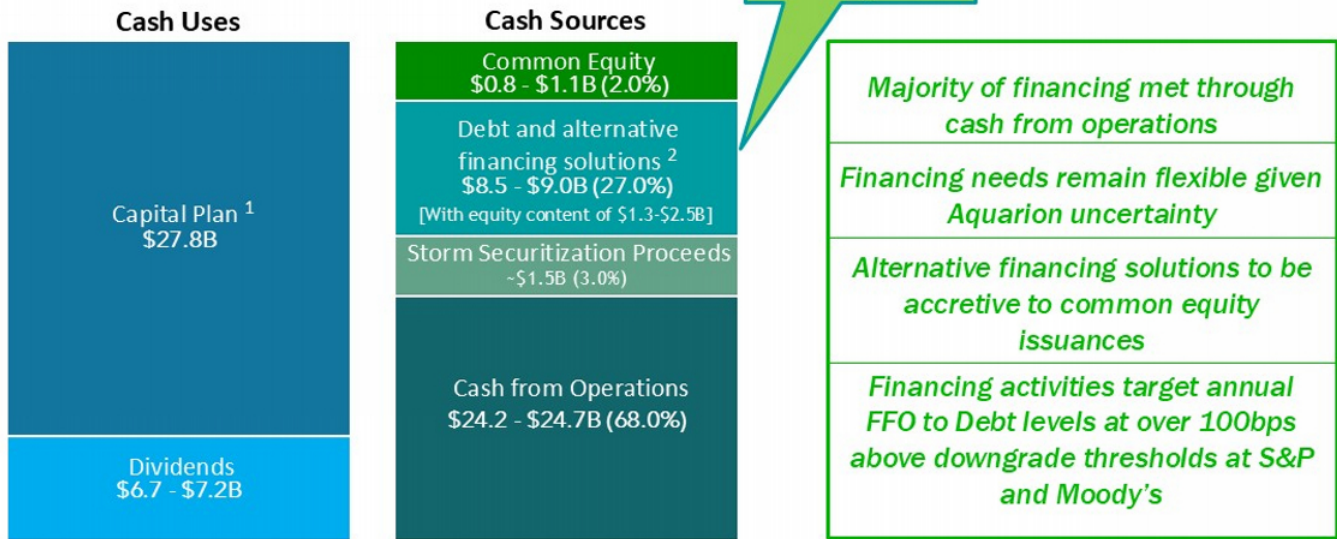 Cash Uses
Capital Plan 1
$27.8B
Dividends
$6.7 - $7.2B
Cash Sources
Common Equity
$0.8 - $1.1B (2.0%)
Debt and alternative
financing solutions 2
$8.5 - $9.0B (27.0%)
[With equity content of $1.3-$2.5B]
Storm Securitization Proceeds
~$1.5B (3.0%)
Cash from Operations
$24.2 - $24.7B (68.0%)
Majority of financing met through
cash from operations
Financing needs remain flexible given
Aquarion uncertainty
Alternative financing solutions to be
accretive to common equity
issuances
Financing activities target annual
FFO to Debt levels at over 100bps
above downgrade thresholds at S&P
and Moody's